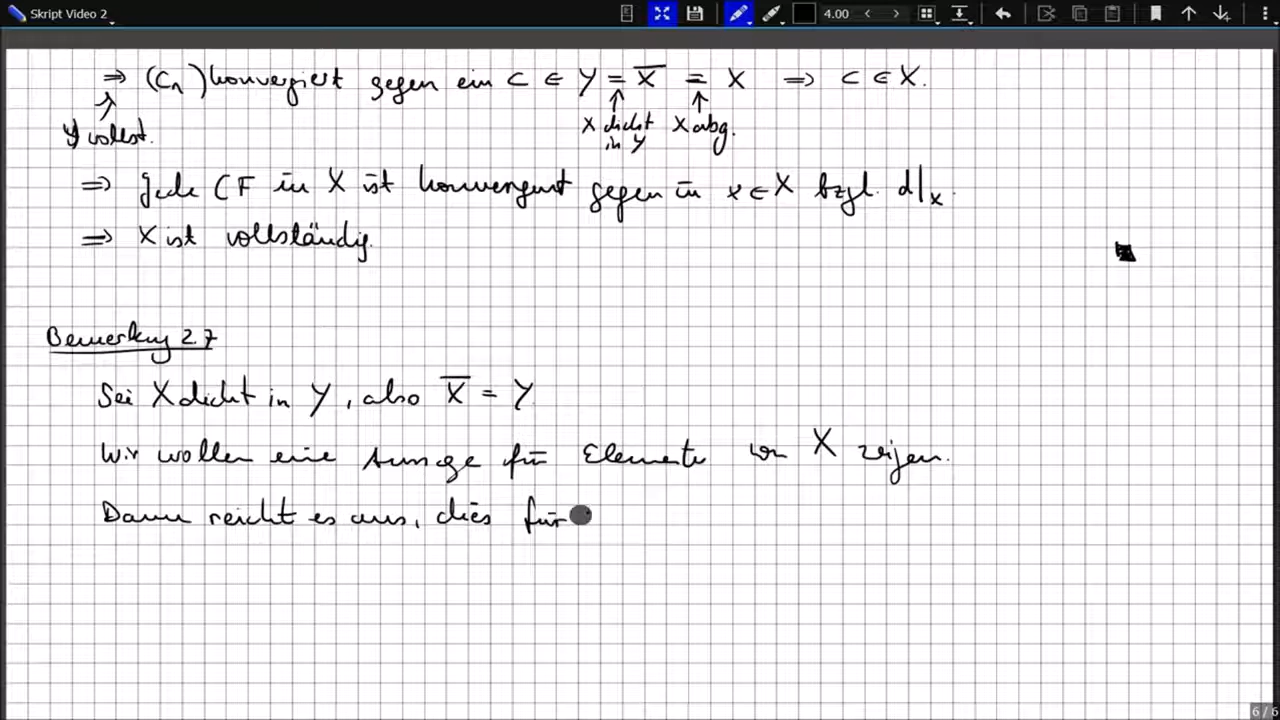 Skript Video 2
4.00
⇒ (Cn) konvergiert gegen ein C ∈ Y = X̅ = X ⇒ C ∈ X.
Y vollst. X dicht in Y X abg.
⇒ Jede CF in X ist konvergent gegen ein x ∈ X bzgl. d|x.
⇒ X ist vollständig.
Bemerkung 2.7
Sei X dicht in Y, also X̅ = Y.
Wir wollen eine Aussage für Elemente von X zeigen.
Dann reicht es aus, dies für
6 / 6